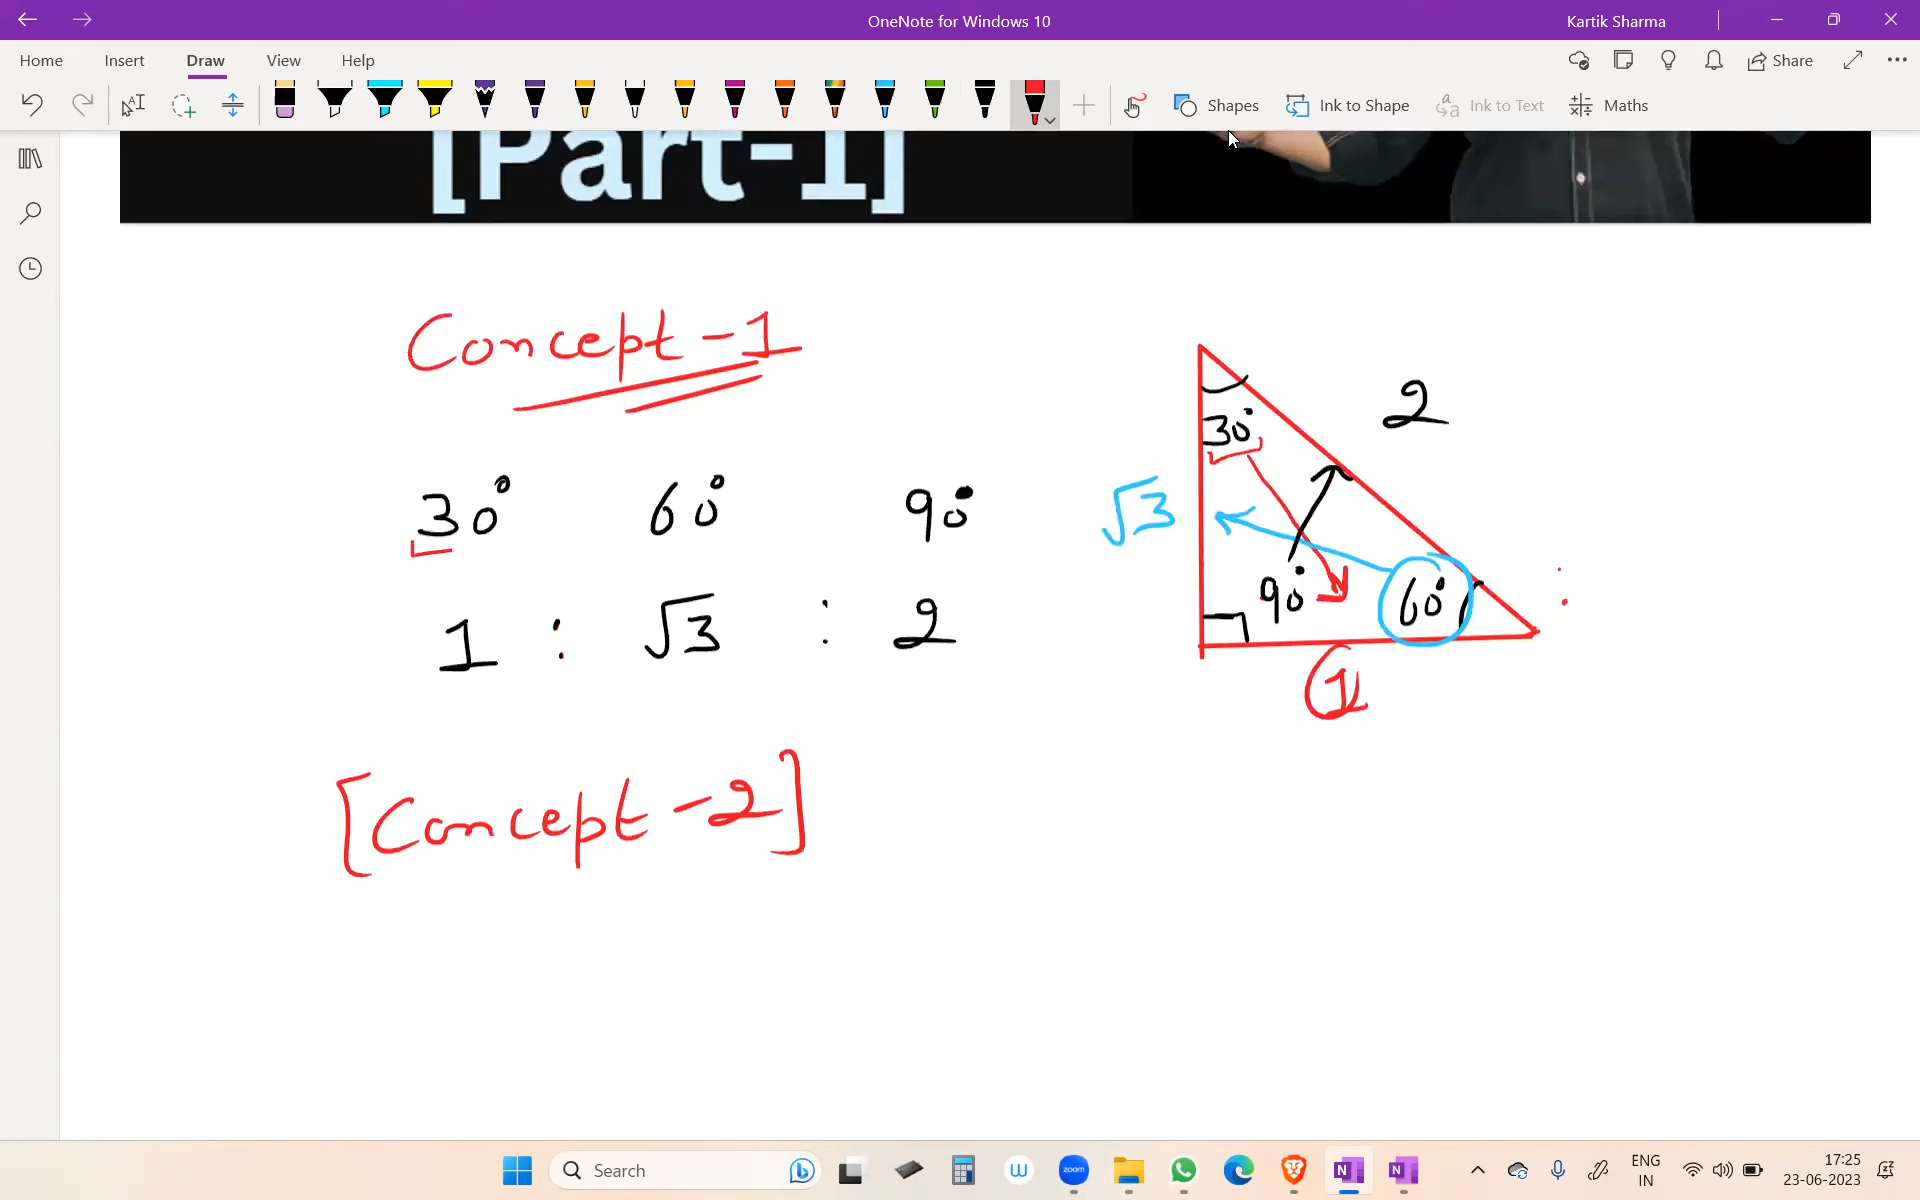 OneNote for Windows 10
Kartik Sharma
Home Insert Draw View Help
Share
Shapes
Ink to Shape
Ink to Text
Maths
[Part-1]
Concept-1
30° 60° 90°
1 : √3 : 2
30°
2
√3
90°
60°
1
[Concept-2]
Search
zoom
ENG
IN
17:25
23-06-2023